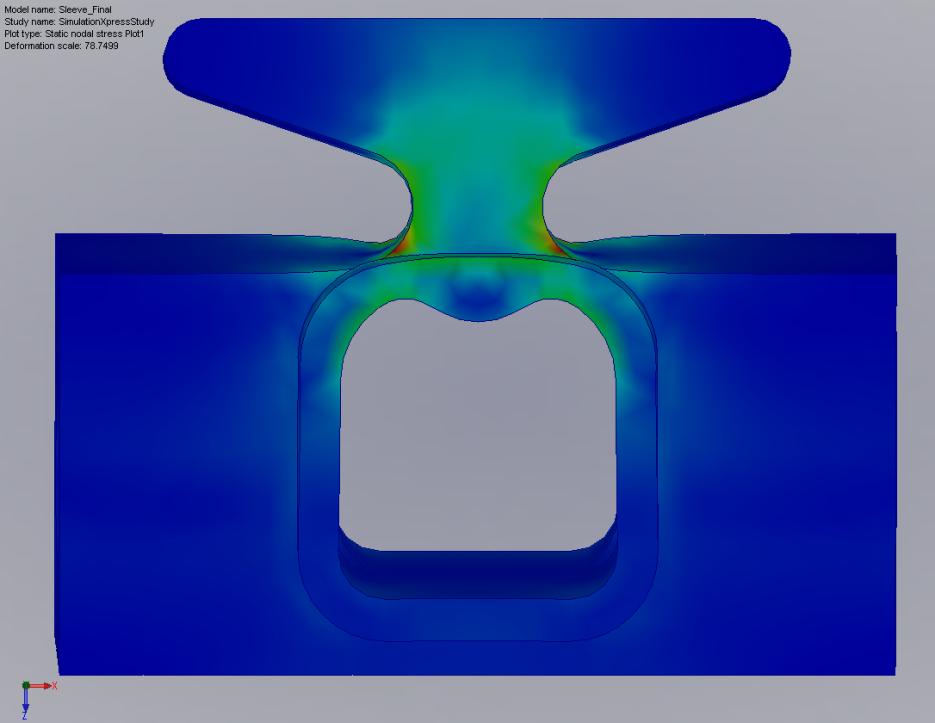 Model name: Sleeve_Final
Study name: SimulationXpressStudy
Plot type: Static nodal stress Plot1
Deformation scale: 78.7499
X
Z